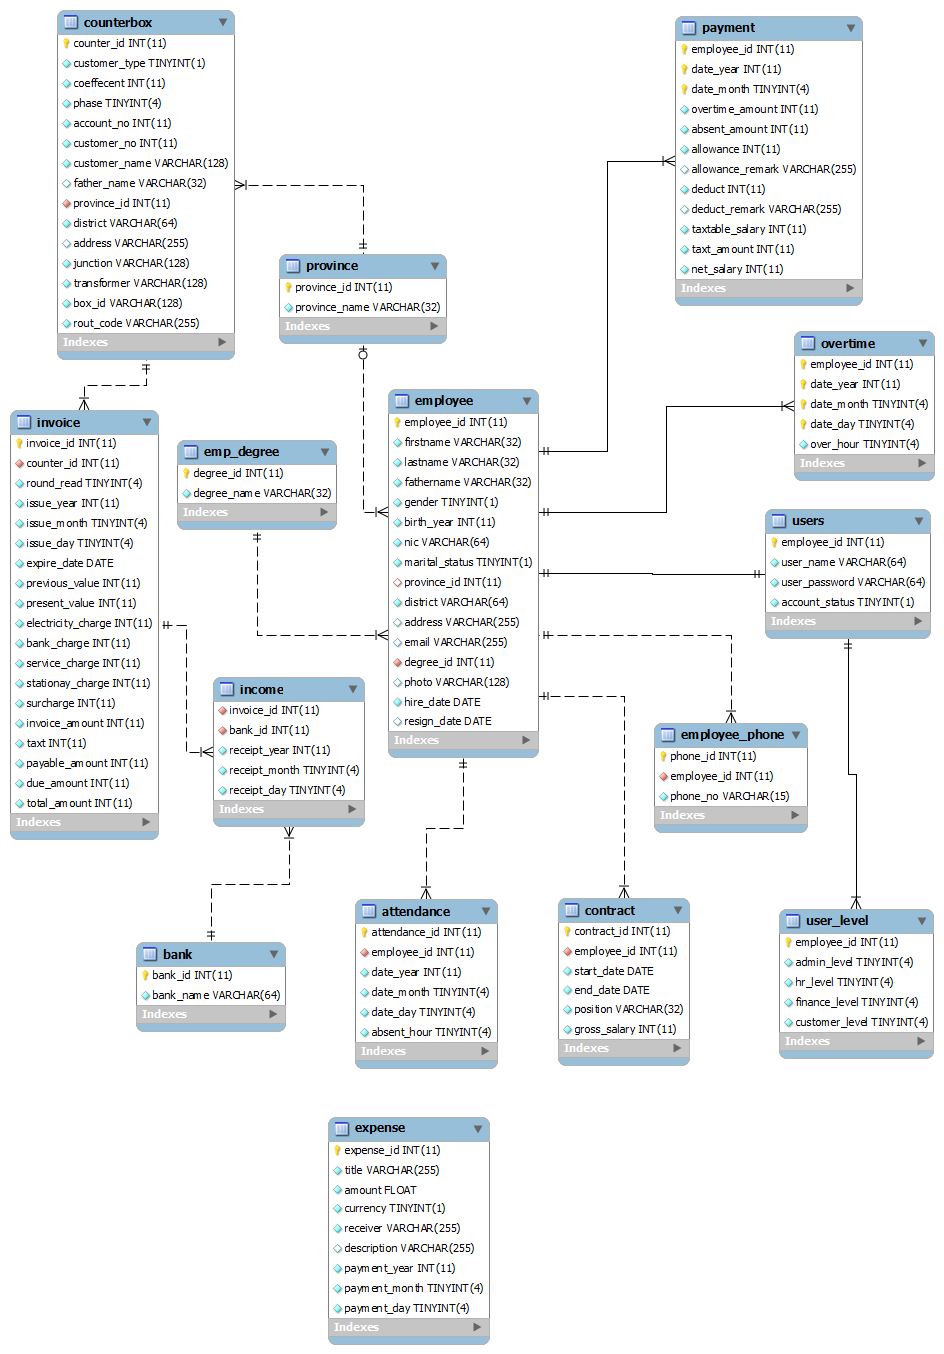 counterbox
counter_id INT(11)
customer_type TINYINT(1)
coeffecent INT(11)
phase TINYINT(4)
account_no INT(11)
customer_no INT(11)
customer_name VARCHAR(128)
father_name VARCHAR(32)
province_id INT(11)
district VARCHAR(64)
address VARCHAR(255)
junction VARCHAR(128)
transformer VARCHAR(128)
box_id VARCHAR(128)
rout_code VARCHAR(255)
Indexes
payment
employee_id INT(11)
date_year INT(11)
date_month TINYINT(4)
overtime_amount INT(11)
absent_amount INT(11)
allowance INT(11)
allowance_remark VARCHAR(255)
deduct INT(11)
deduct_remark VARCHAR(255)
taxtable_salary INT(11)
taxt_amount INT(11)
net_salary INT(11)
Indexes
province
province_id INT(11)
province_name VARCHAR(32)
Indexes
overtime
employee_id INT(11)
date_year INT(11)
date_month TINYINT(4)
date_day TINYINT(4)
over_hour TINYINT(4)
Indexes
invoice
invoice_id INT(11)
counter_id INT(11)
round_read TINYINT(4)
issue_year INT(11)
issue_month TINYINT(4)
issue_day TINYINT(4)
expire_date DATE
previous_value INT(11)
present_value INT(11)
electricity_charge INT(11)
bank_charge INT(11)
service_charge INT(11)
stationay_charge INT(11)
surcharge INT(11)
invoice_amount INT(11)
taxt INT(11)
payable_amount INT(11)
due_amount INT(11)
total_amount INT(11)
Indexes
emp_degree
degree_id INT(11)
degree_name VARCHAR(32)
Indexes
employee
employee_id INT(11)
firstname VARCHAR(32)
lastname VARCHAR(32)
fathername VARCHAR(32)
gender TINYINT(1)
birth_year INT(11)
nic VARCHAR(64)
marital_status TINYINT(1)
province_id INT(11)
district VARCHAR(64)
address VARCHAR(255)
email VARCHAR(255)
degree_id INT(11)
photo VARCHAR(128)
hire_date DATE
resign_date DATE
Indexes
users
employee_id INT(11)
user_name VARCHAR(64)
user_password VARCHAR(64)
account_status TINYINT(1)
Indexes
income
invoice_id INT(11)
bank_id INT(11)
receipt_year INT(11)
receipt_month TINYINT(4)
receipt_day TINYINT(4)
Indexes
employee_phone
phone_id INT(11)
employee_id INT(11)
phone_no VARCHAR(15)
Indexes
bank
bank_id INT(11)
bank_name VARCHAR(64)
Indexes
attendance
attendance_id INT(11)
employee_id INT(11)
date_year INT(11)
date_month TINYINT(4)
date_day TINYINT(4)
absent_hour TINYINT(4)
Indexes
contract
contract_id INT(11)
employee_id INT(11)
start_date DATE
end_date DATE
position VARCHAR(32)
gross_salary INT(11)
Indexes
user_level
employee_id INT(11)
admin_level TINYINT(4)
hr_level TINYINT(4)
finance_level TINYINT(4)
customer_level TINYINT(4)
Indexes
expense
expense_id INT(11)
title VARCHAR(255)
amount FLOAT
currency TINYINT(1)
receiver VARCHAR(255)
description VARCHAR(255)
payment_year INT(11)
payment_month TINYINT(4)
payment_day TINYINT(4)
Indexes